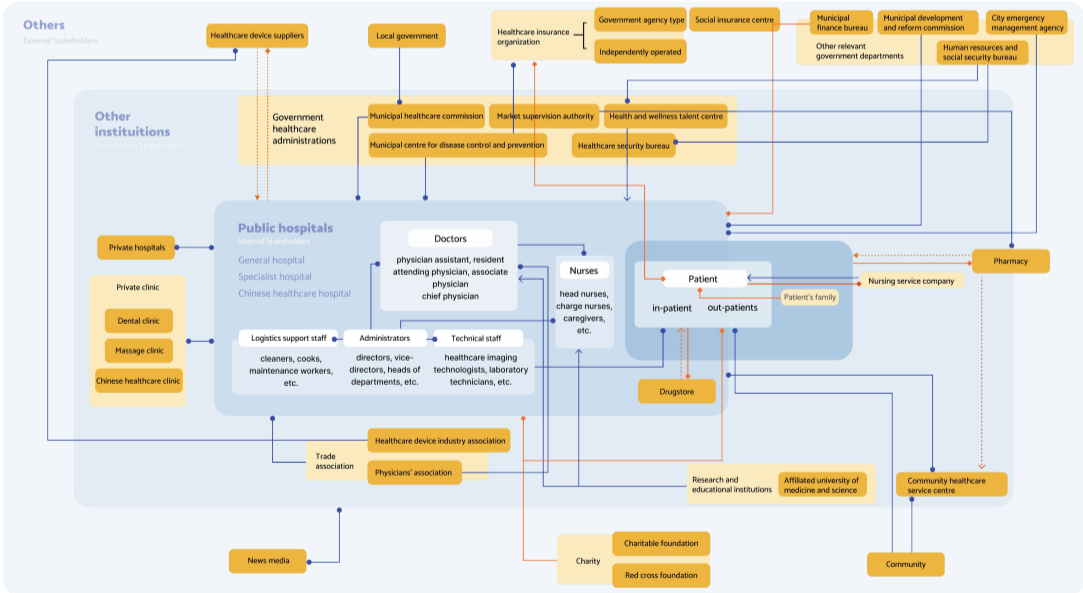 Others
External Stakeholders
Healthcare device suppliers
Local government
Healthcare insurance
organization
Government agency type
Independently operated
Social insurance centre
Municipal
finance bureau
Municipal development
and reform commission
City emergency
management agency
Other relevant
government departments
Human resources and
social security bureau
Other
instituitions
Government
healthcare
administrations
Municipal healthcare commission
Market supervision authority
Health and wellness talent centre
Municipal centre for disease control and prevention
Healthcare security bureau
Public hospitals
Internal Stakeholders
General hospital
Specialist hospital
Chinese healthcare hospital
Doctors
physician assistant, resident
attending physician, associate
physician
chief physician
Nurses
head nurses,
charge nurses,
caregivers,
etc.
Patient
in-patient
out-patients
Patient's family
Nursing service company
Pharmacy
Private hospitals
Private clinic
Dental clinic
Massage clinic
Chinese healthcare clinic
Logistics support staff
cleaners, cooks,
maintenance workers,
etc.
Administrators
directors, vice-
directors, heads of
departments, etc.
Technical staff
healthcare imaging
technologists, laboratory
technicians, etc.
Drugstore
Trade
association
Healthcare device industry association
Physicians' association
Research and
educational institutions
Affiliated university of
medicine and science
Community healthcare
service centre
News media
Charity
Charitable foundation
Red cross foundation
Community